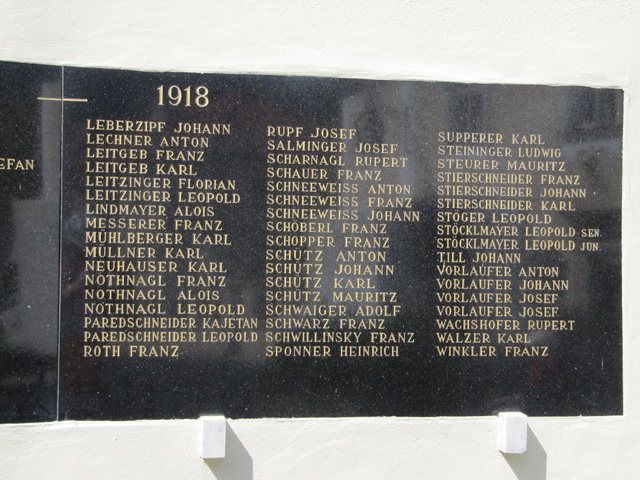 EFAN
1918
LEBERZIPF JOHANN
LECHNER ANTON
LEITGEB FRANZ
LEITGEB KARL
LEITZINGER FLORIAN
LEITZINGER LEOPOLD
LINDMAYER ALOIS
MESSERER FRANZ
MÜHLBERGER KARL
MÜLLNER KARL
NEUHAUSER KARL
NOTHNAGL FRANZ
NOTHNAGL ALOIS
NOTHNAGL LEOPOLD
PAREDSCHNEIDER KAJETAN
PAREDSCHNEIDER LEOPOLD
ROTH FRANZ
RUPF JOSEF
SALMINGER JOSEF
SCHARNAGL RUPERT
SCHAUER FRANZ
SCHNEEWEISS ANTON
SCHNEEWEISS FRANZ
SCHNEEWEISS JOHANN
SCHÖBERL FRANZ
SCHOPPER FRANZ
SCHÜTZ ANTON
SCHÜTZ JOHANN
SCHÜTZ KARL
SCHÜTZ MAURITZ
SCHWAIGER ADOLF
SCHWARZ FRANZ
SCHWILLINSKY FRANZ
SPONNER HEINRICH
SUPPERER KARL
STEININGER LUDWIG
STEURER MAURITZ
STIERSCHNEIDER FRANZ
STIERSCHNEIDER JOHANN
STIERSCHNEIDER KARL
STÖGER LEOPOLD
STÖCKLMAYER LEOPOLD SEN.
STÖCKLMAYER LEOPOLD JUN.
TILL JOHANN
VORLAUFER ANTON
VORLAUFER JOHANN
VORLAUFER JOSEF
VORLAUFER JOSEF
WACHSHOFER RUPERT
WALZER KARL
WINKLER FRANZ